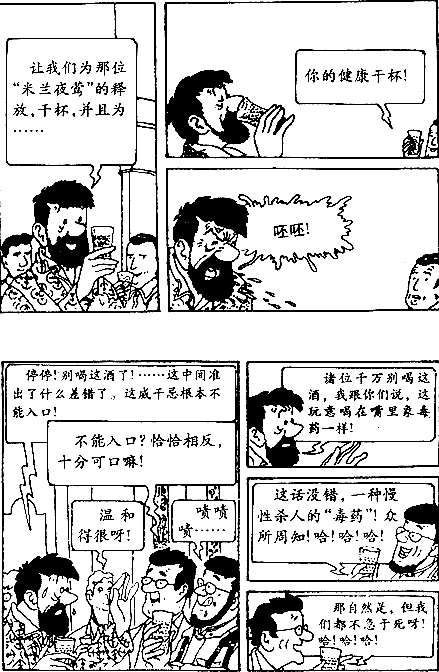 让我们为那位
“米兰夜莺”的释
放，干杯，并且为
……
你的健康干杯！
呸呸！
停停！别喝这酒了！……这中间准
出了什么差错了。这威士忌根本不
能入口！
不能入口？恰恰相反，
十分可口嘛！
温和
得很呀！
啧啧
啧……
诸位千万别喝这
酒，我跟你们说，这
玩意喝在嘴里象毒
药一样！
这话没错，一种慢
性杀人的“毒药”！众
所周知！哈！哈！哈！
那自然是，但我
们都不急于死呀！
哈！哈！哈！